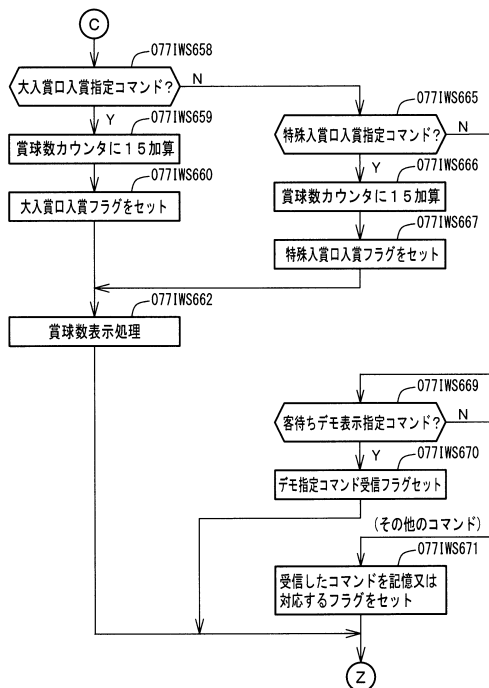 C
077IWS658
大入賞口入賞指定コマンド?
N
Y
077IWS659
賞球数カウンタに15加算
077IWS660
大入賞口入賞フラグをセット
077IWS665
特殊入賞口入賞指定コマンド?
N
Y
077IWS666
賞球数カウンタに15加算
077IWS667
特殊入賞口入賞フラグをセット
077IWS662
賞球数表示処理
077IWS669
客待ちデモ表示指定コマンド?
N
Y
077IWS670
デモ指定コマンド受信フラグセット
(その他のコマンド)
077IWS671
受信したコマンドを記憶又は
対応するフラグをセット
Z